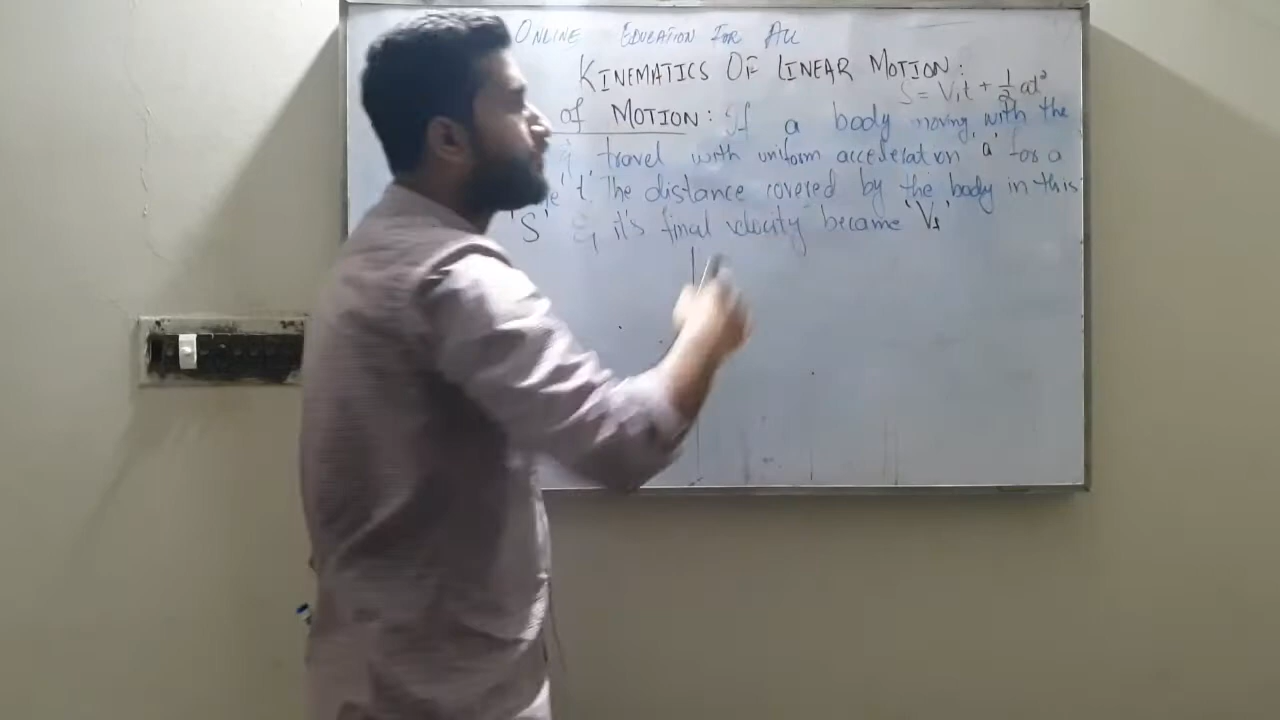 ONLINE EDUCATION FOR ALL
KINEMATICS OF LINEAR MOTION:
S = Vit + 1/2 at²
of MOTION: If a body moving with the
& travel with uniform acceleration 'a' for a
't'. The distance covered by the body in this
'S' & it's final velocity became 'Vf'